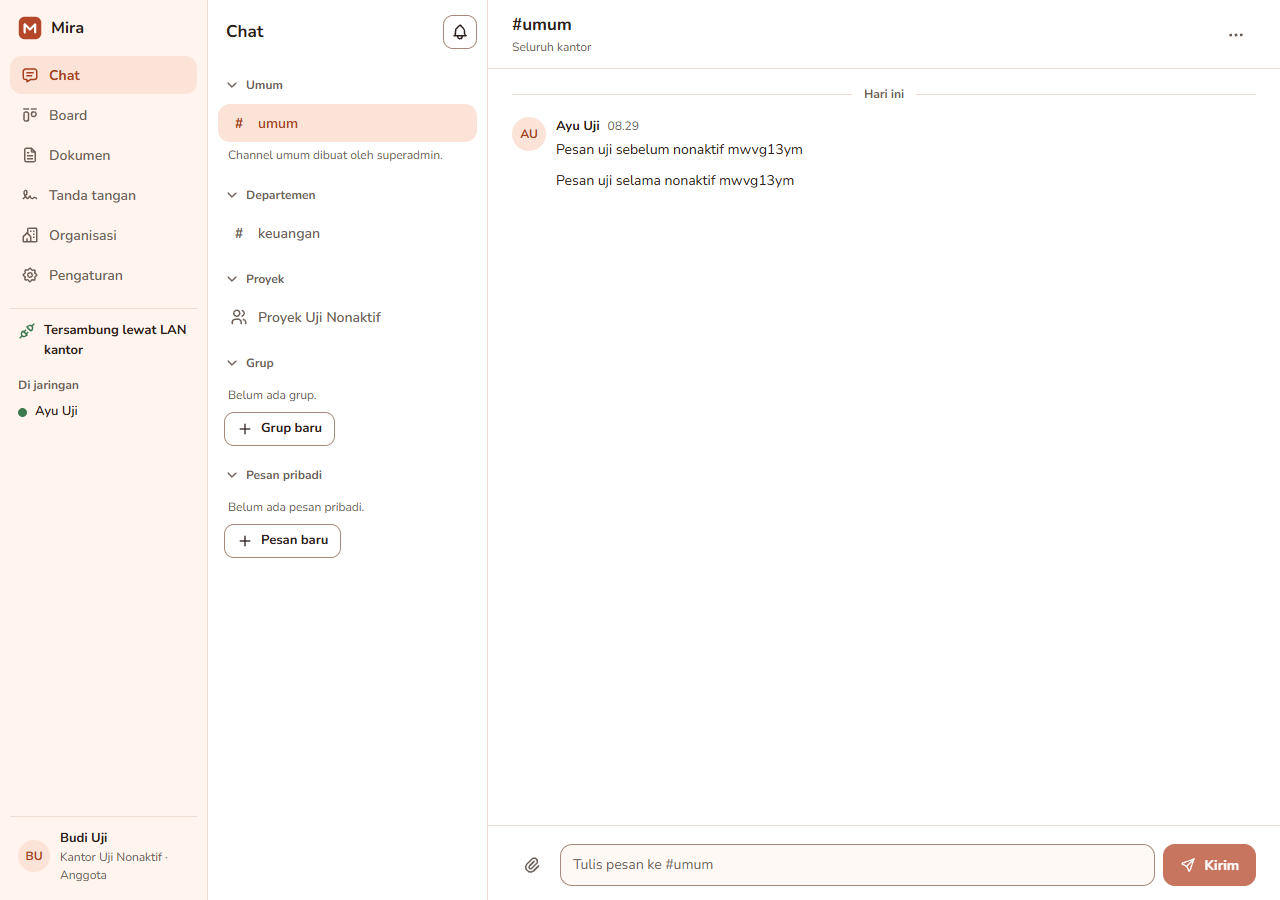 Mira
Chat
Board
Dokumen
Tanda tangan
Organisasi
Pengaturan
Tersambung lewat LAN
kantor
Di jaringan
Ayu Uji
BU
Budi Uji
Kantor Uji Nonaktif ·
Anggota
Chat
Umum
# umum
Channel umum dibuat oleh superadmin.
Departemen
# keuangan
Proyek
Proyek Uji Nonaktif
Grup
Belum ada grup.
Grup baru
Pesan pribadi
Belum ada pesan pribadi.
Pesan baru
#umum
Seluruh kantor
Hari ini
AU
Ayu Uji 08.29
Pesan uji sebelum nonaktif mwvg13ym
Pesan uji selama nonaktif mwvg13ym
Tulis pesan ke #umum
Kirim